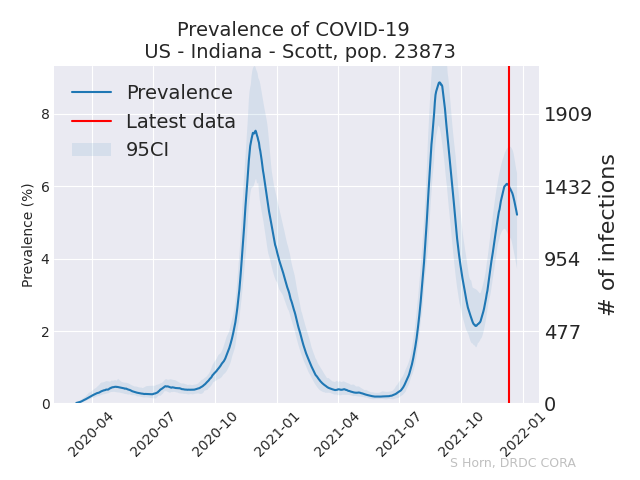 Prevalence of COVID-19
US - Indiana - Scott, pop. 23873
Prevalence
Latest data
95CI
Prevalence (%)
8
6
4
2
0
1909
1432
954
477
0
# of infections
2020-04
2020-07
2020-10
2021-01
2021-04
2021-07
2021-10
2022-01
S Horn, DRDC CORA